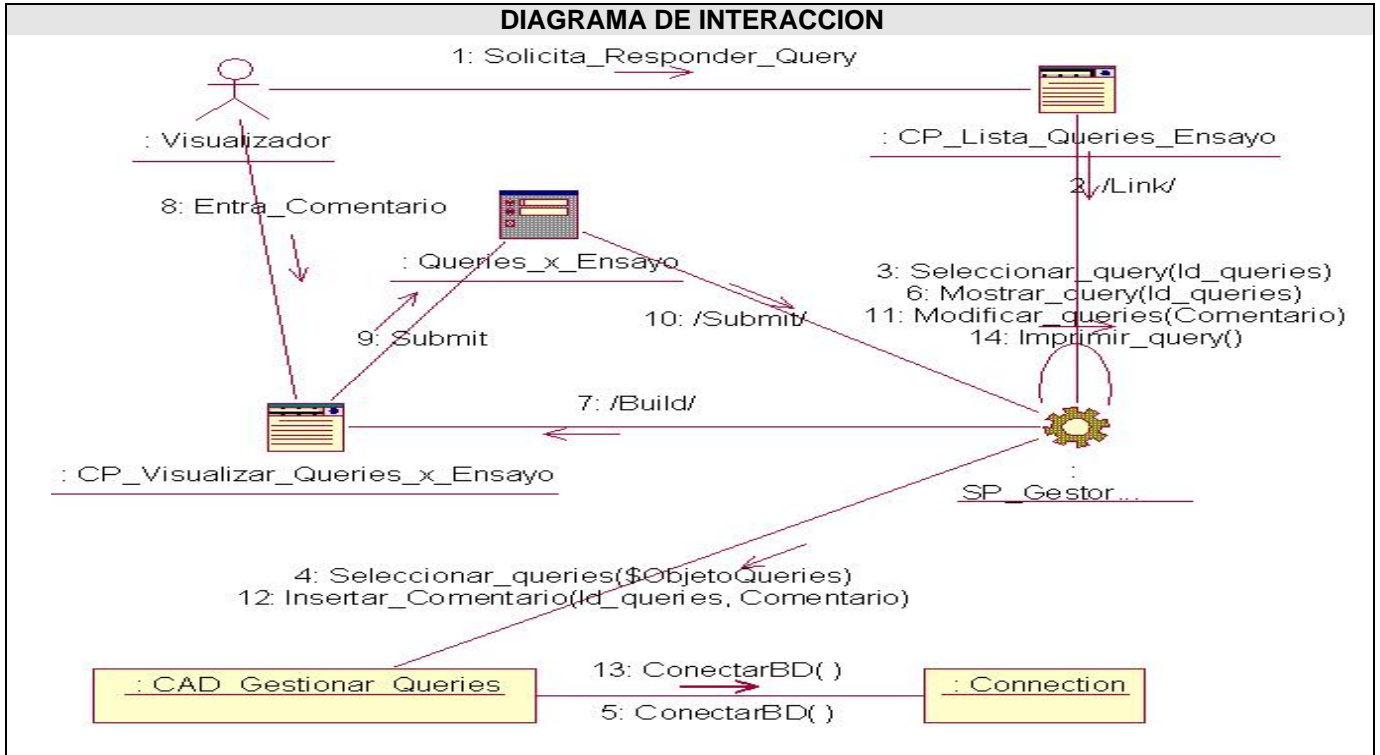 DIAGRAMA DE INTERACCION
1: Solicita_Responder_Query
: Visualizador
: CP_Lista_Queries_Ensayo
2: /Link/
8: Entra_Comentario
: Queries_x_Ensayo
3: Seleccionar_query(Id_queries)
6: Mostrar_query(Id_queries)
11: Modificar_queries(Comentario)
14: Imprimir_query()
10: /Submit/
9: Submit
7: /Build/
: CP_Visualizar_Queries_x_Ensayo
:
SP_Gestor...
4: Seleccionar_queries($ObjetoQueries)
12: Insertar_Comentario(Id_queries, Comentario)
: CAD_Gestionar_Queries
13: ConectarBD( )
: Connection
5: ConectarBD( )